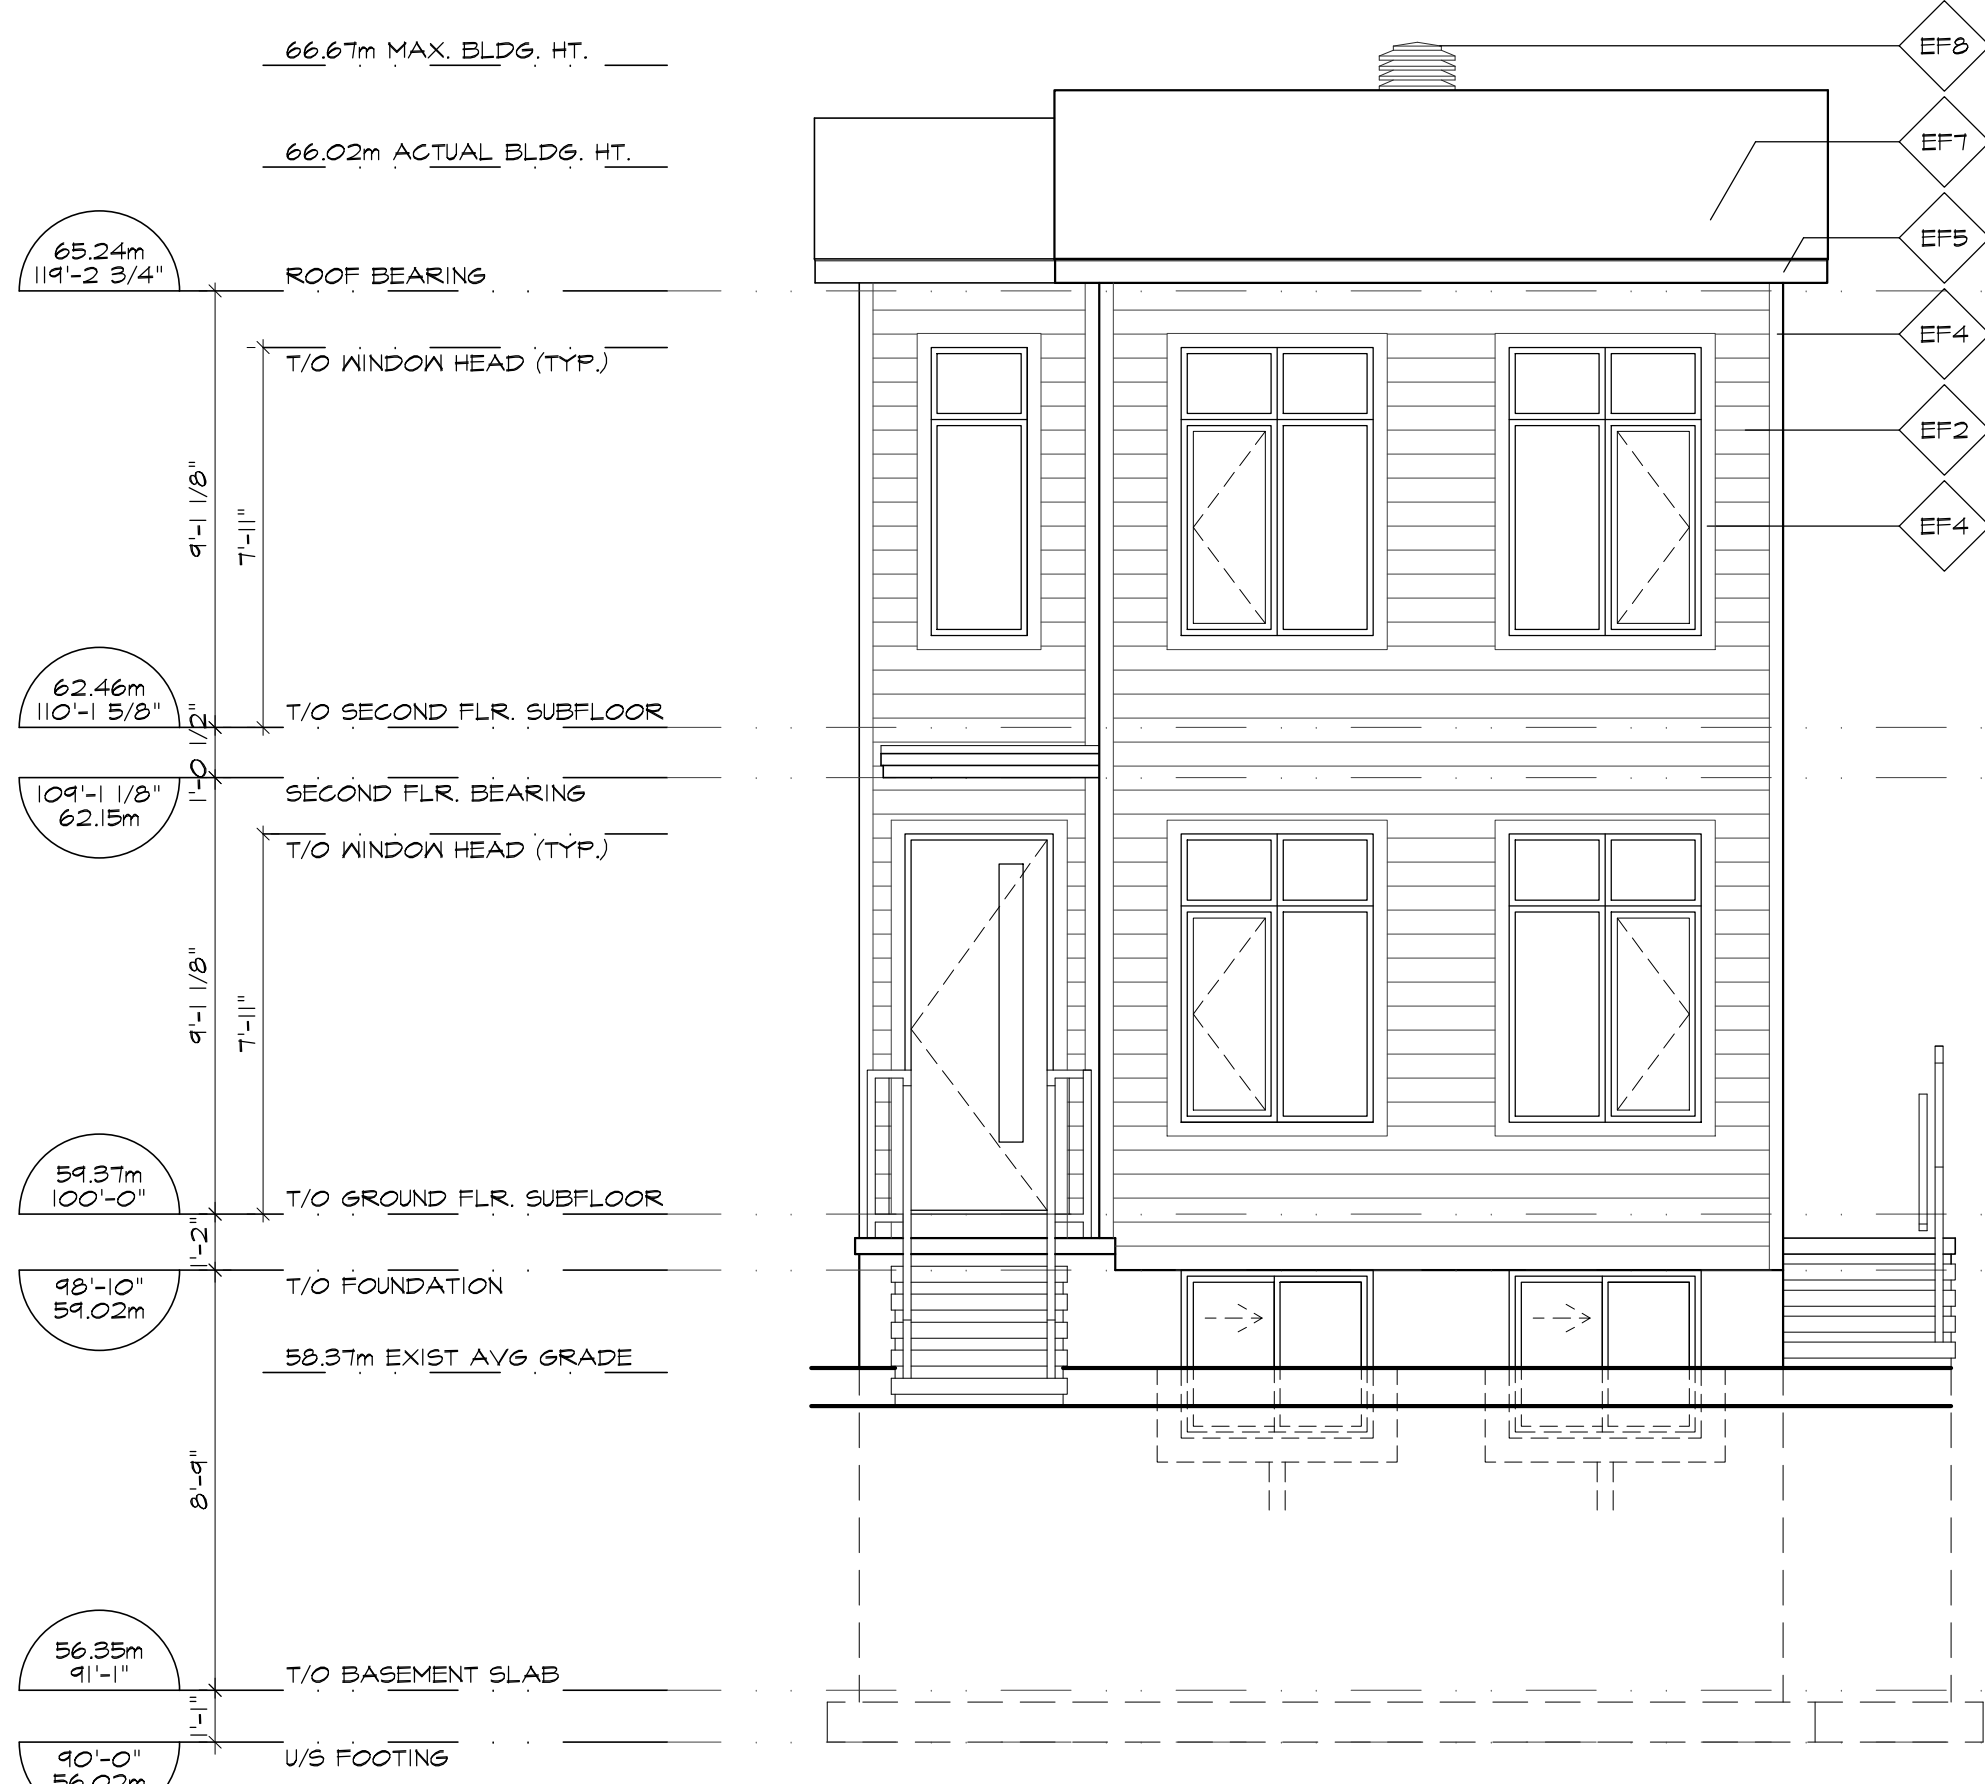 66.67m MAX. BLDG. HT.
EF8
66.02m ACTUAL BLDG. HT.
EF7
EF5
65.24m
119'-2 3/4"
ROOF BEARING
EF4
T/O WINDOW HEAD (TYP.)
EF2
9'-1 1/8"
7'-11"
EF4
62.46m
110'-1 5/8"
T/O SECOND FLR. SUBFLOOR
1'-0 1/2"
109'-1 1/8"
62.15m
SECOND FLR. BEARING
T/O WINDOW HEAD (TYP.)
9'-1 1/8"
7'-11"
59.37m
100'-0"
T/O GROUND FLR. SUBFLOOR
1'-2"
98'-10"
59.02m
T/O FOUNDATION
58.37m EXIST AVG GRADE
8'-9"
56.35m
91'-1"
T/O BASEMENT SLAB
1'-1"
90'-0"
56.02m
U/S FOOTING